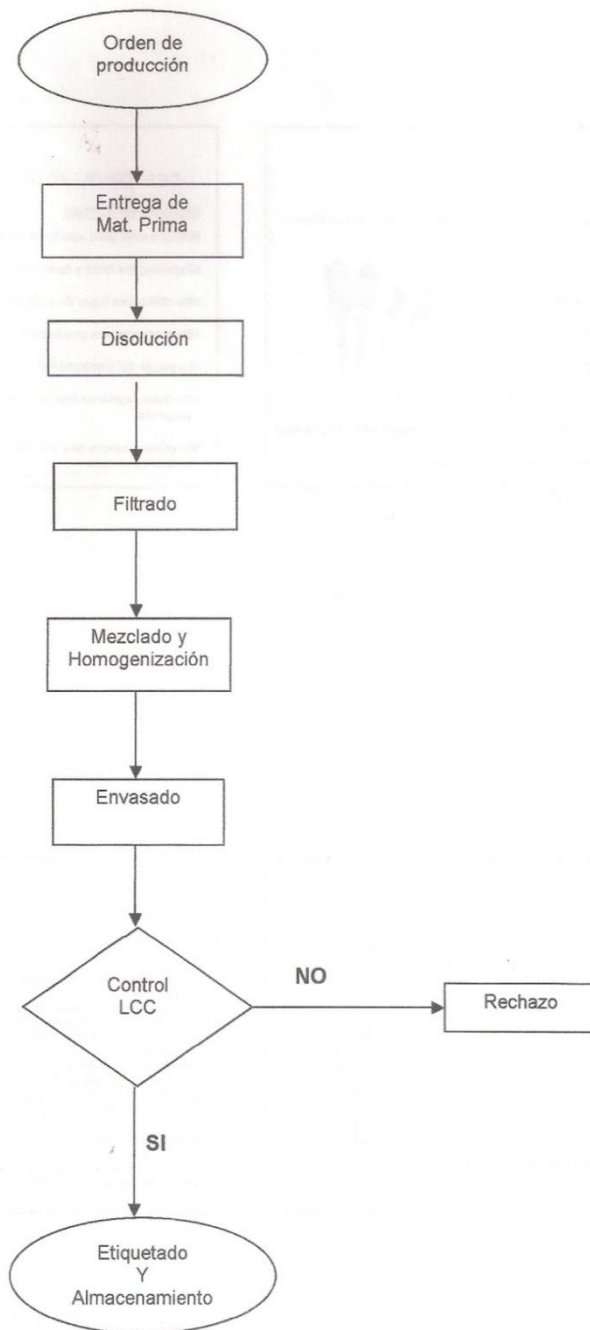 Orden de
producción
Entrega de
Mat. Prima
Disolución
Filtrado
Mezclado y
Homogenización
Envasado
Control
LCC
NO
Rechazo
SI
Etiquetado
Y
Almacenamiento